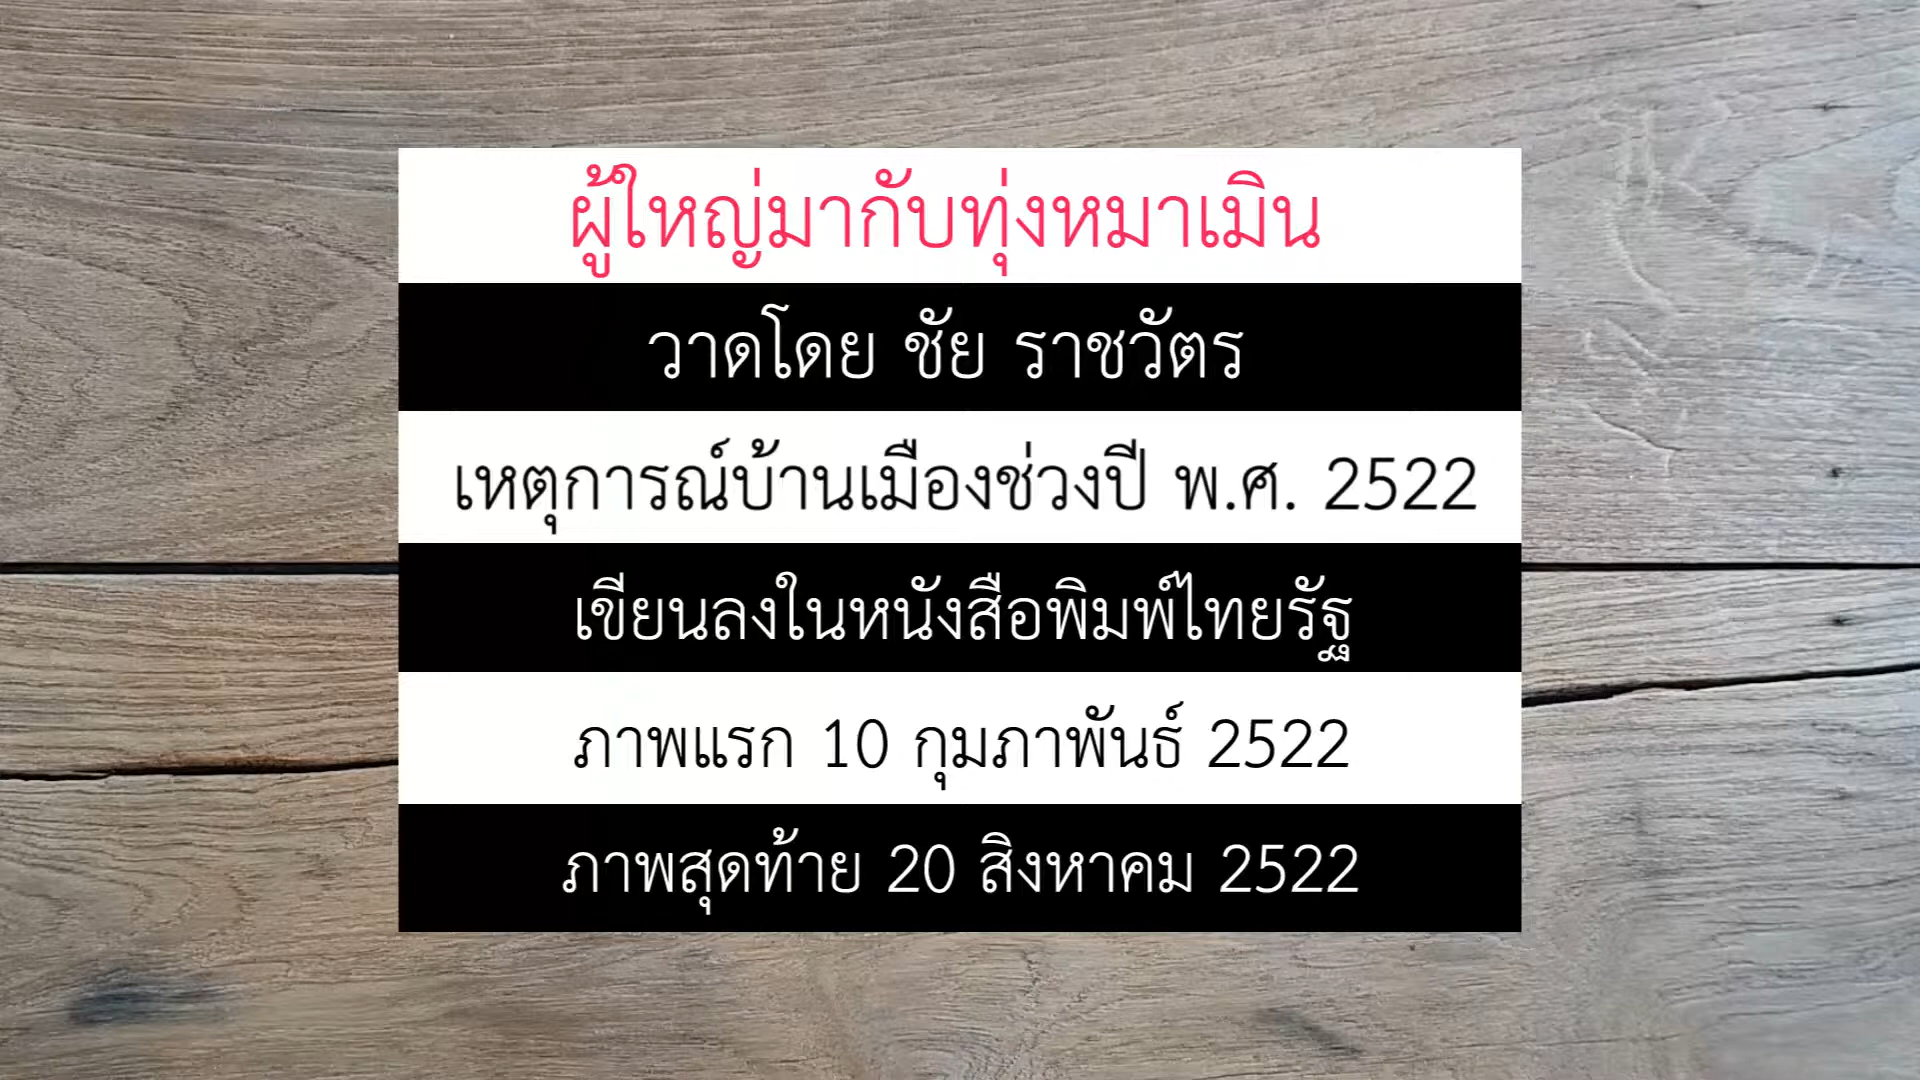 ผู้ใหญ่มากับทุ่งหมาเมิน
วาดโดย ชัย ราชวัตร
เหตุการณ์บ้านเมืองช่วงปี พ.ศ. 2522
เขียนลงในหนังสือพิมพ์ไทยรัฐ
ภาพแรก 10 กุมภาพันธ์ 2522
ภาพสุดท้าย 20 สิงหาคม 2522